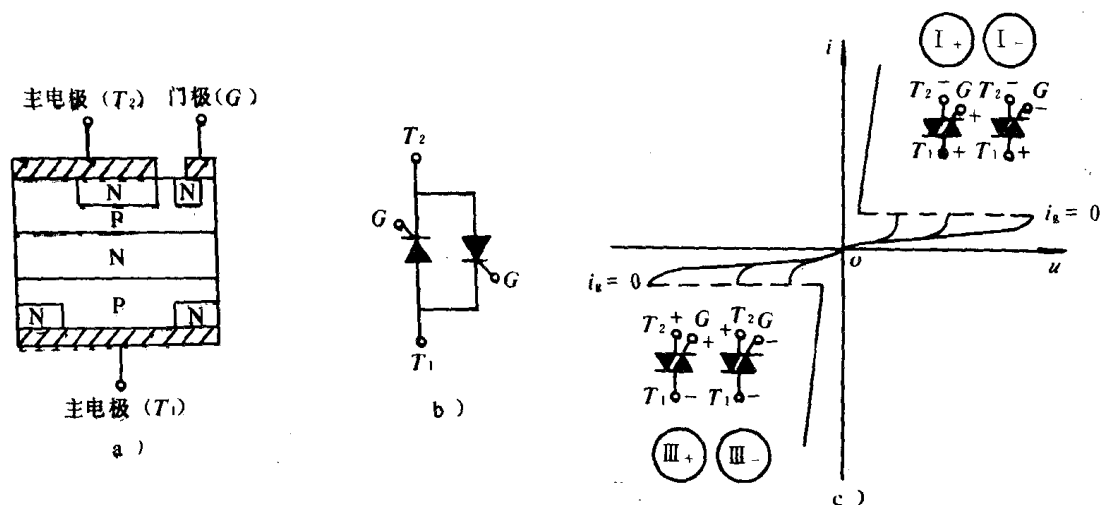 主电极(T₂) 门极(G)
N
N
P
N
P
N
N
主电极(T₁)
a)
T₂
G
G
T₁
b)
i
I₊ I₋
T₂⁻ G T₂⁻ G
+ -
T₁ + T₁ +
i_g = 0
o
u
i_g = 0
T₂⁺ G ⁺T₂ G
+ -
T₁ - T₁ -
Ⅲ₊ Ⅲ₋
c)